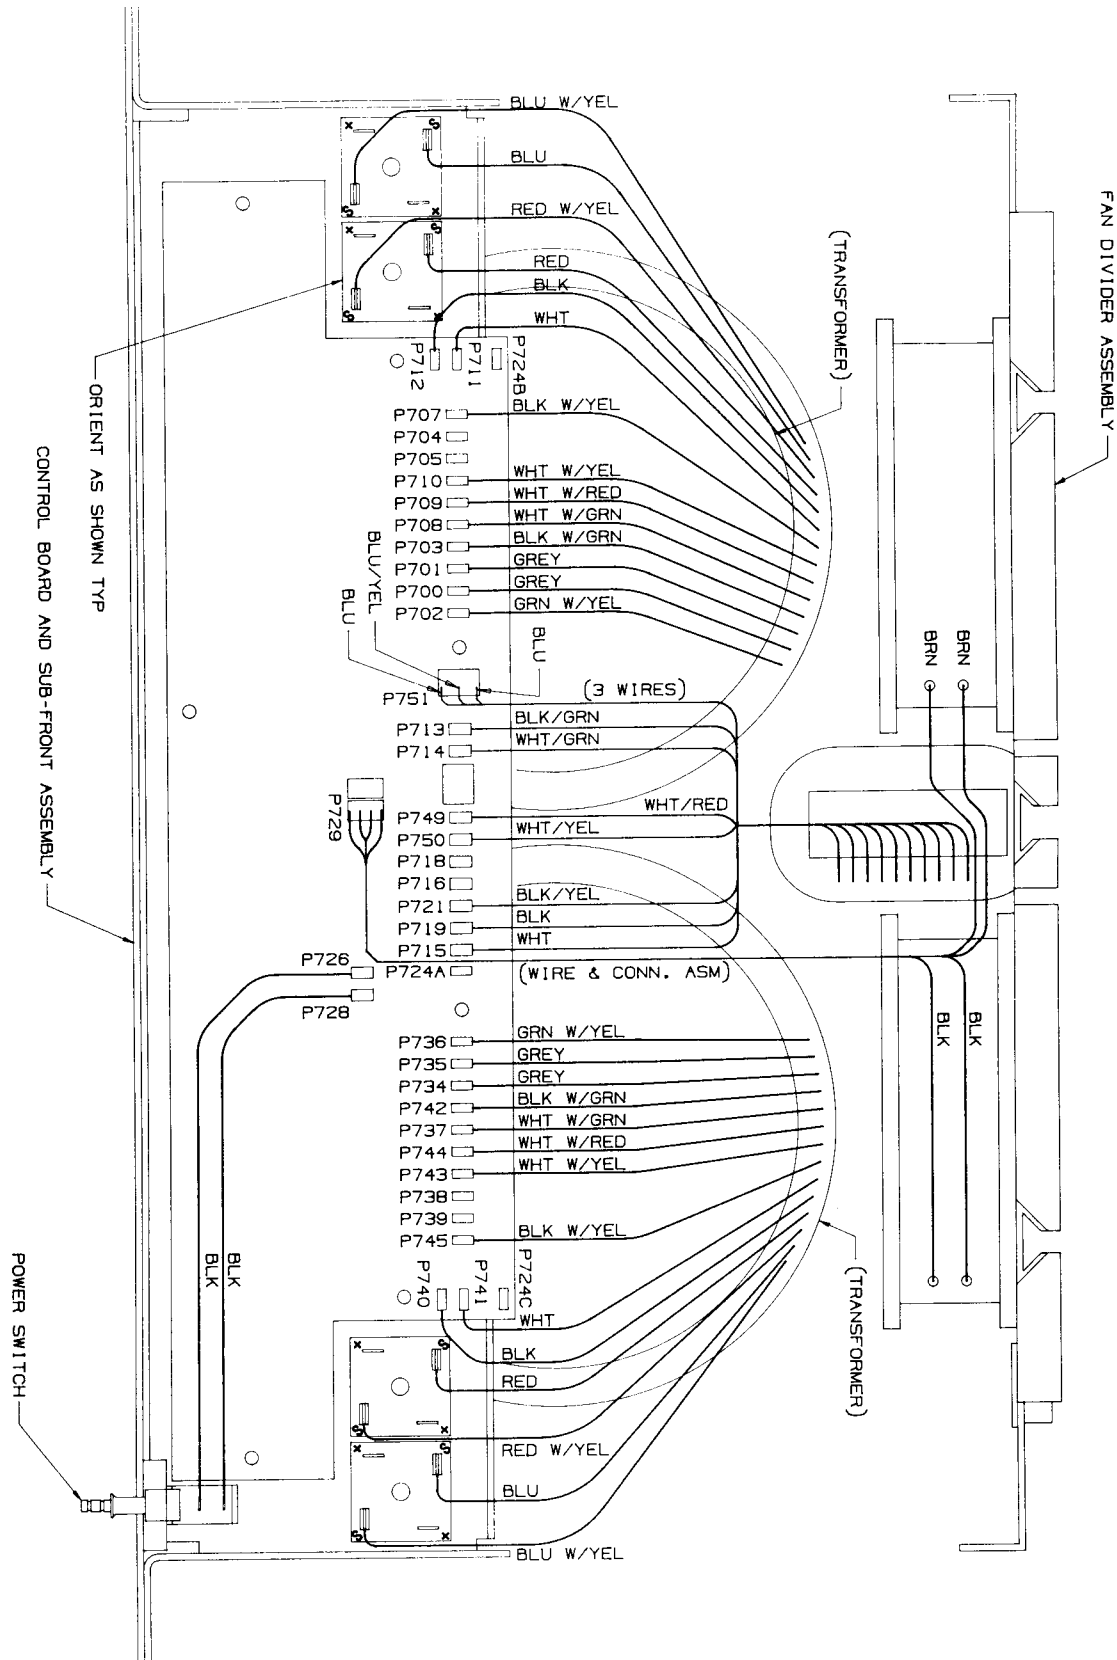 BLU W/YEL
BLU
RED W/YEL
RED
BLK
WHT
(TRANSFORMER)
FAN DIVIDER ASSEMBLY
P712
P711
P724B
ORIENT AS SHOWN TYP
CONTROL BOARD AND SUB-FRONT ASSEMBLY
P707
BLK W/YEL
P704
P705
P710
WHT W/YEL
P709
WHT W/RED
P708
WHT W/GRN
P703
BLK W/GRN
P701
GREY
P700
GREY
P702
GRN W/YEL
BLU/YEL
BLU
BLU
BRN
BRN
P751
(3 WIRES)
P713
BLK/GRN
P714
WHT/GRN
P729
P749
WHT/RED
P750
WHT/YEL
P718
P716
P721
BLK/YEL
P719
BLK
P715
WHT
P726
P724A
(WIRE & CONN. ASM)
P728
BLK
BLK
P736
GRN W/YEL
P735
GREY
P734
GREY
P742
BLK W/GRN
P737
WHT W/GRN
P744
WHT W/RED
P743
WHT W/YEL
P738
P739
P745
BLK W/YEL
BLK
BLK
P740
P741
P724C
(TRANSFORMER)
WHT
BLK
RED
RED W/YEL
BLU
BLU W/YEL
POWER SWITCH
S
X
X
S
S
X
X
S
S
X
X
S
S
X
X
S